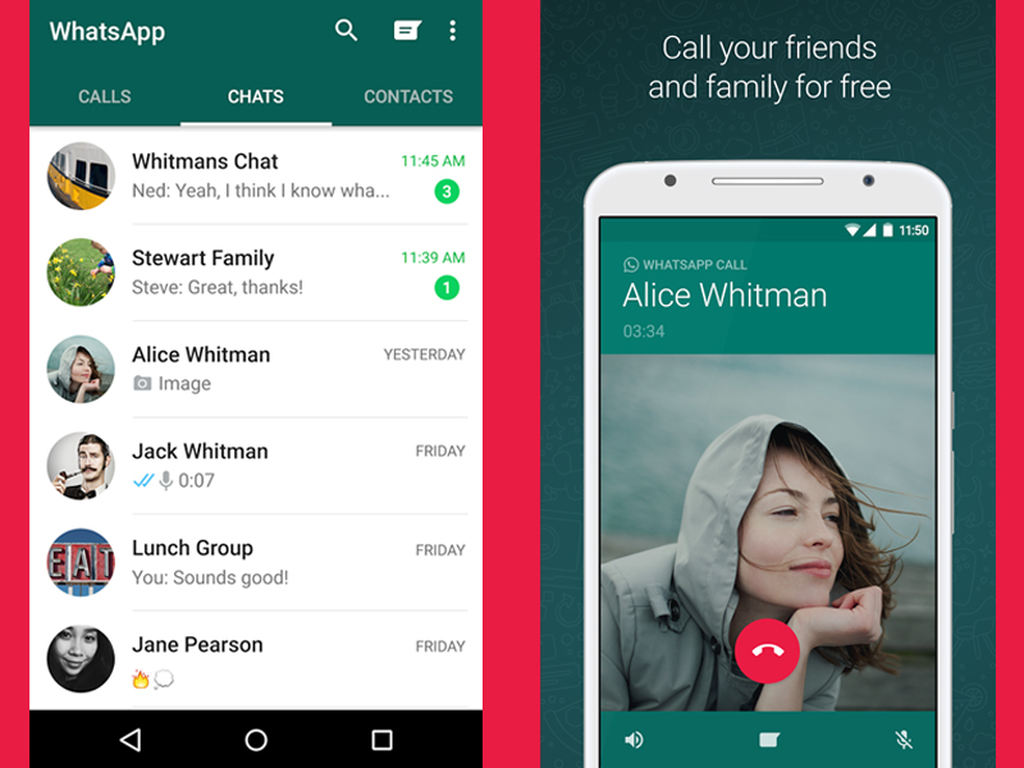 WhatsApp
CALLS
CHATS
CONTACTS
Whitmans Chat
11:45 AM
Ned: Yeah, I think I know wha...
3
Stewart Family
11:39 AM
Steve: Great, thanks!
1
Alice Whitman
YESTERDAY
Image
Jack Whitman
FRIDAY
0:07
EAT
Lunch Group
FRIDAY
You: Sounds good!
Jane Pearson
FRIDAY
Call your friends
and family for free
11:50
WHATSAPP CALL
Alice Whitman
03:34